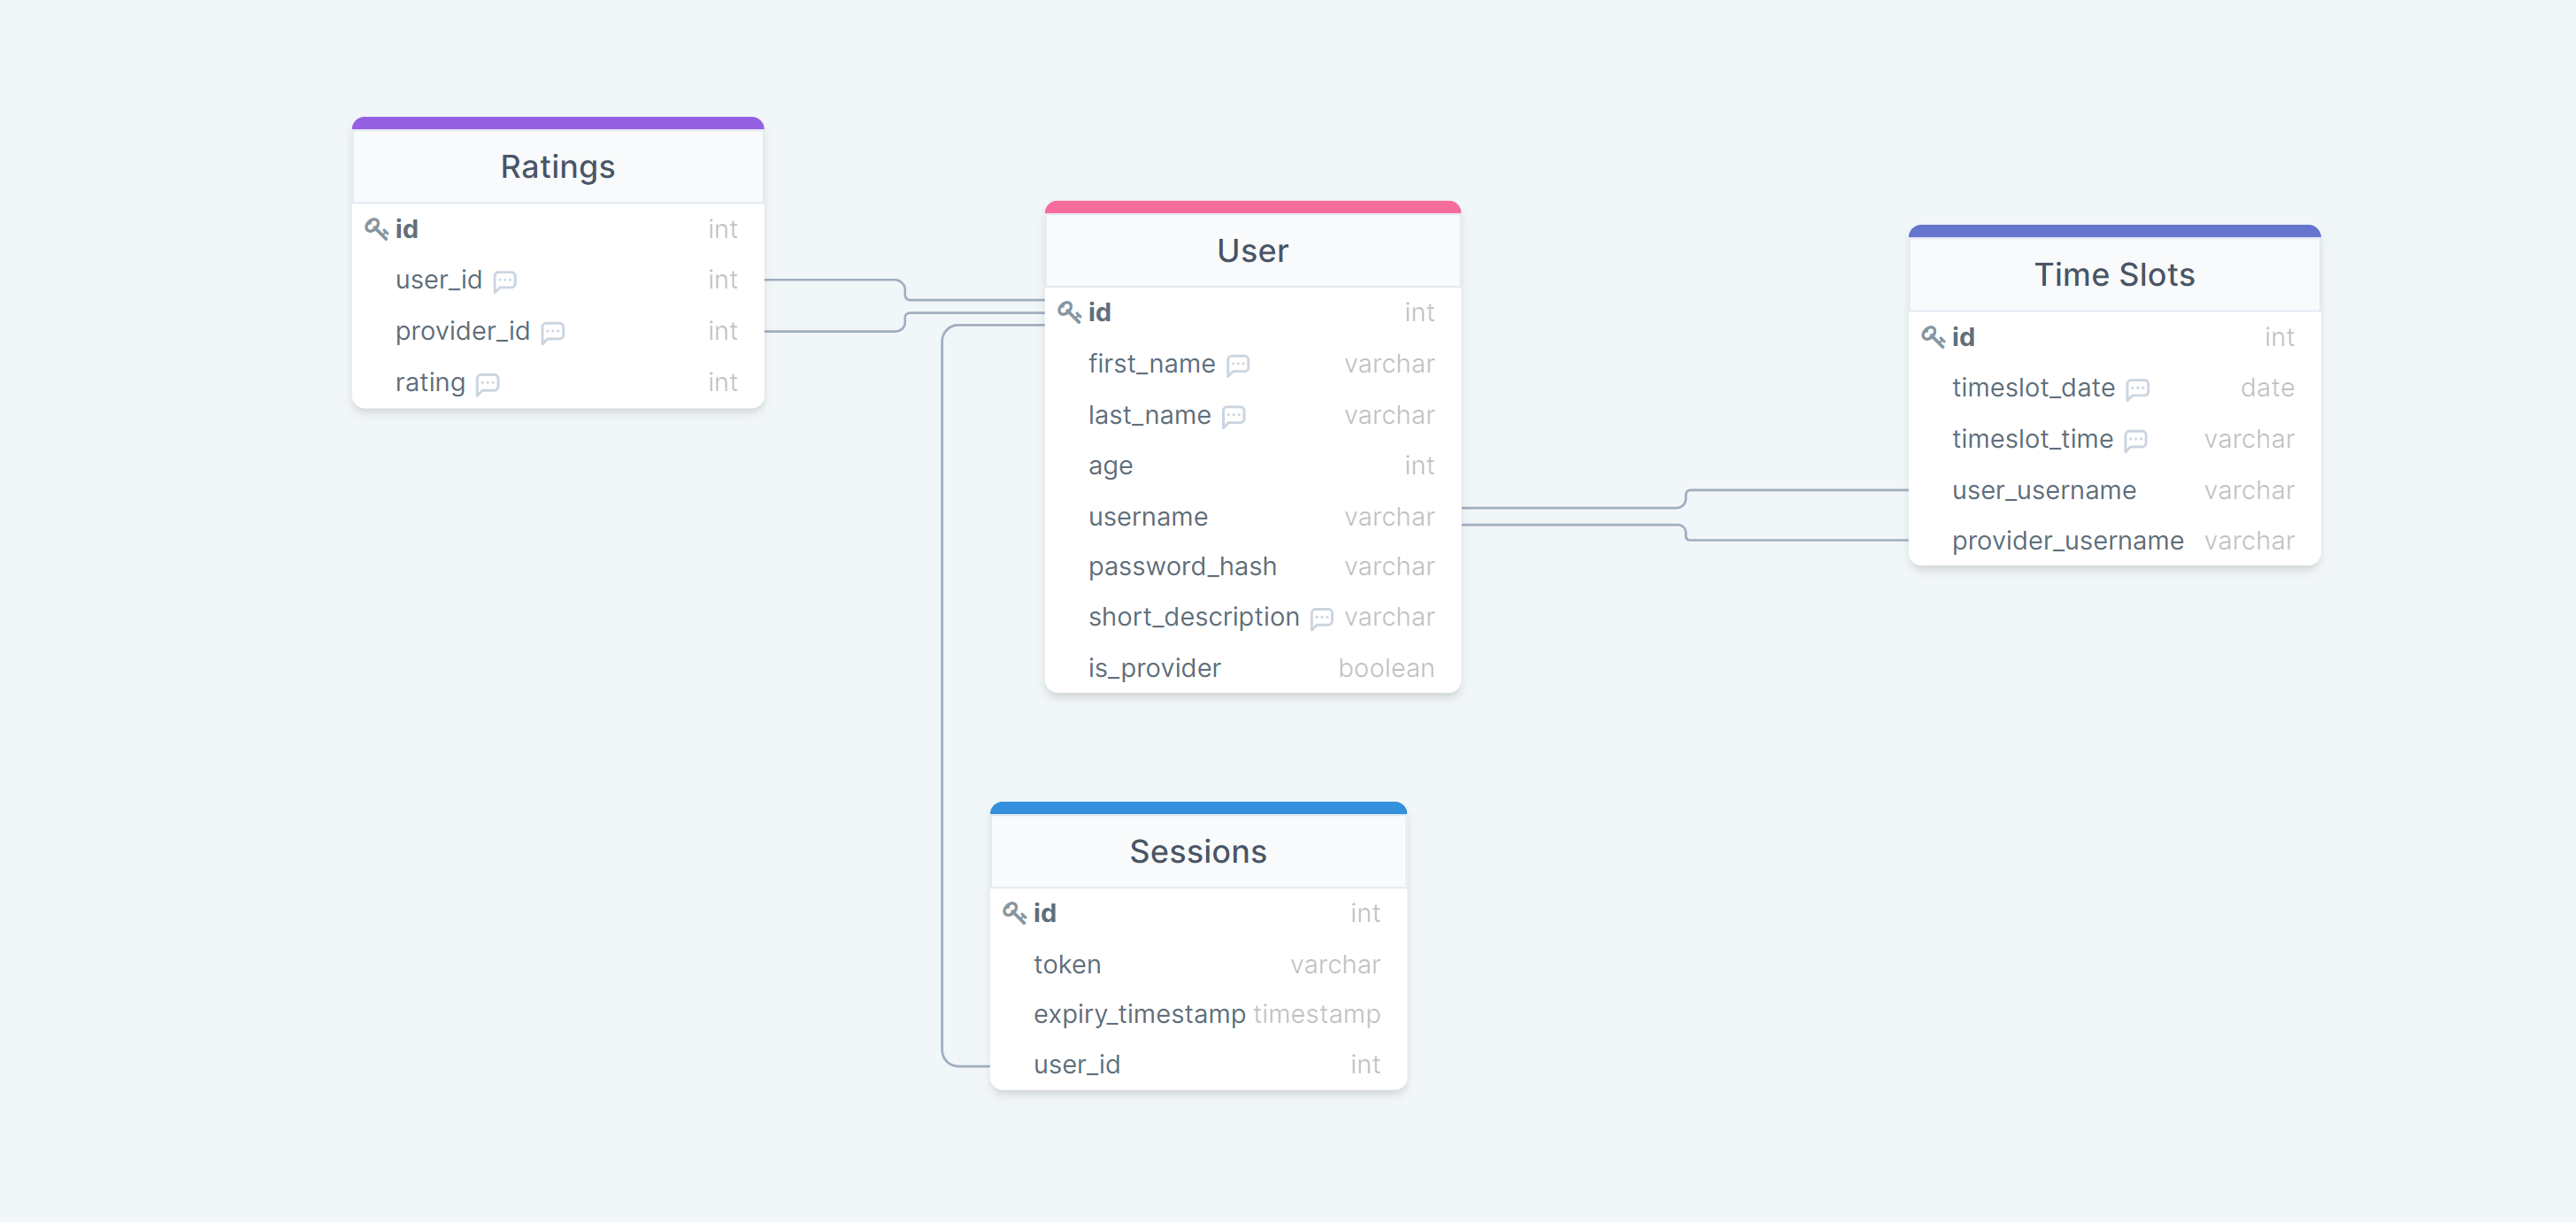 Ratings
id int
user_id int
provider_id int
rating int
User
id int
first_name varchar
last_name varchar
age int
username varchar
password_hash varchar
short_description varchar
is_provider boolean
Time Slots
id int
timeslot_date date
timeslot_time varchar
user_username varchar
provider_username varchar
Sessions
id int
token varchar
expiry_timestamp timestamp
user_id int